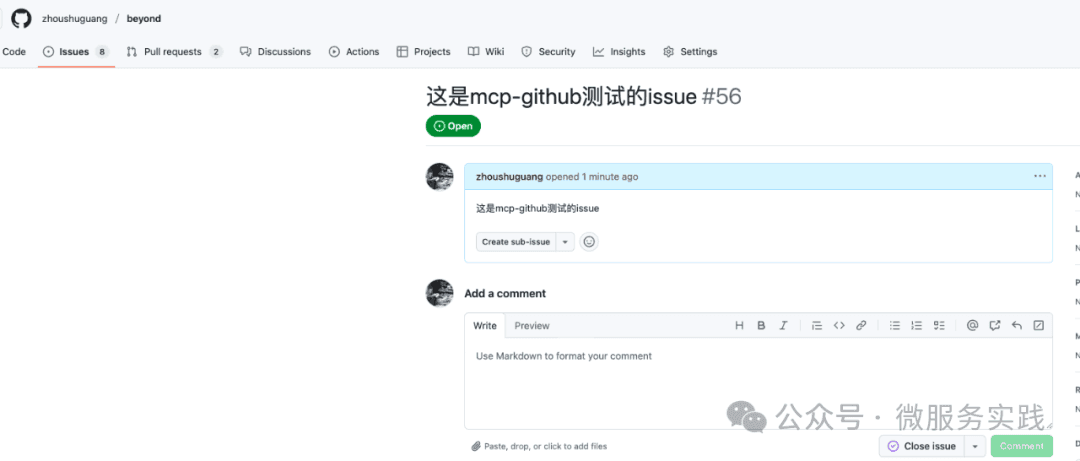 zhoushuguang / beyond
Code Issues 8 Pull requests 2 Discussions Actions Projects Wiki Security Insights Settings
这是mcp-github测试的issue #56
Open
zhoushuguang opened 1 minute ago
这是mcp-github测试的issue
Create sub-issue
Add a comment
Write Preview
Use Markdown to format your comment
公众号 · 微服务实践
Paste, drop, or click to add files
Close issue Comment